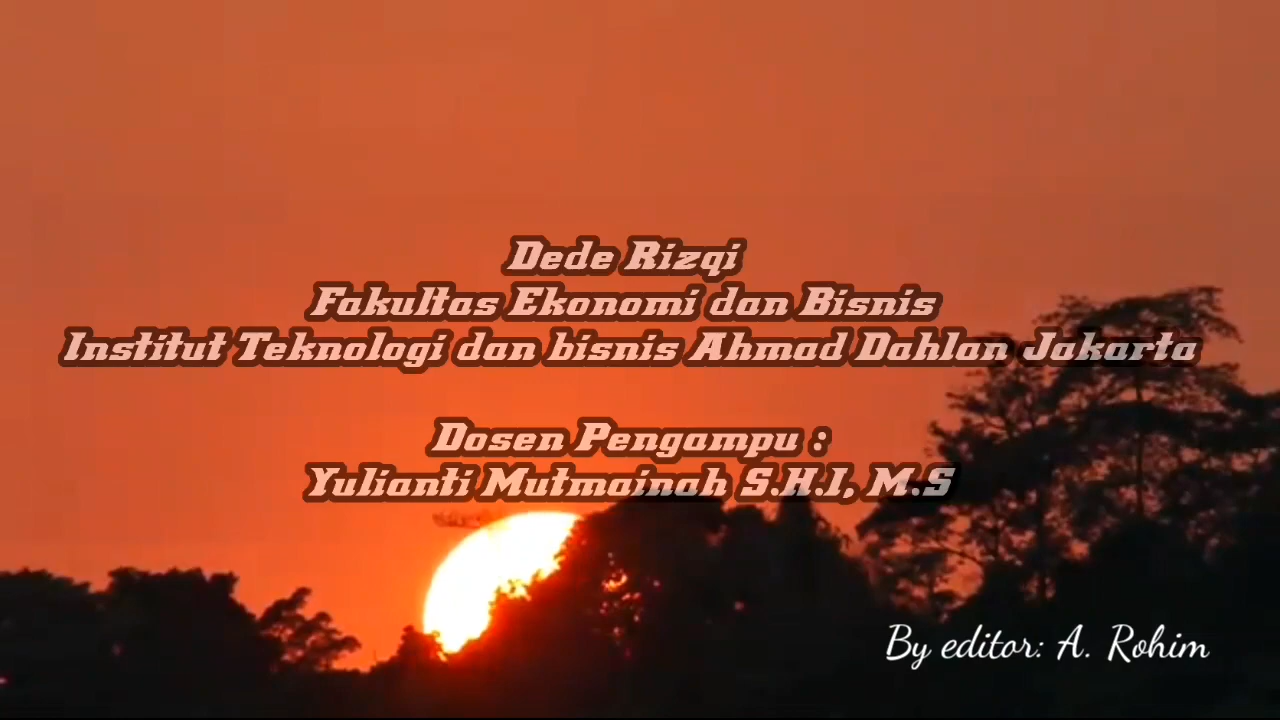 Dede Rizqi
Fakultas Ekonomi dan Bisnis
Institut Teknologi dan bisnis Ahmad Dahlan Jakarta
Dosen Pengampu :
Yulianti Mutmainah S.H.I, M.S
By editor: A. Rohim